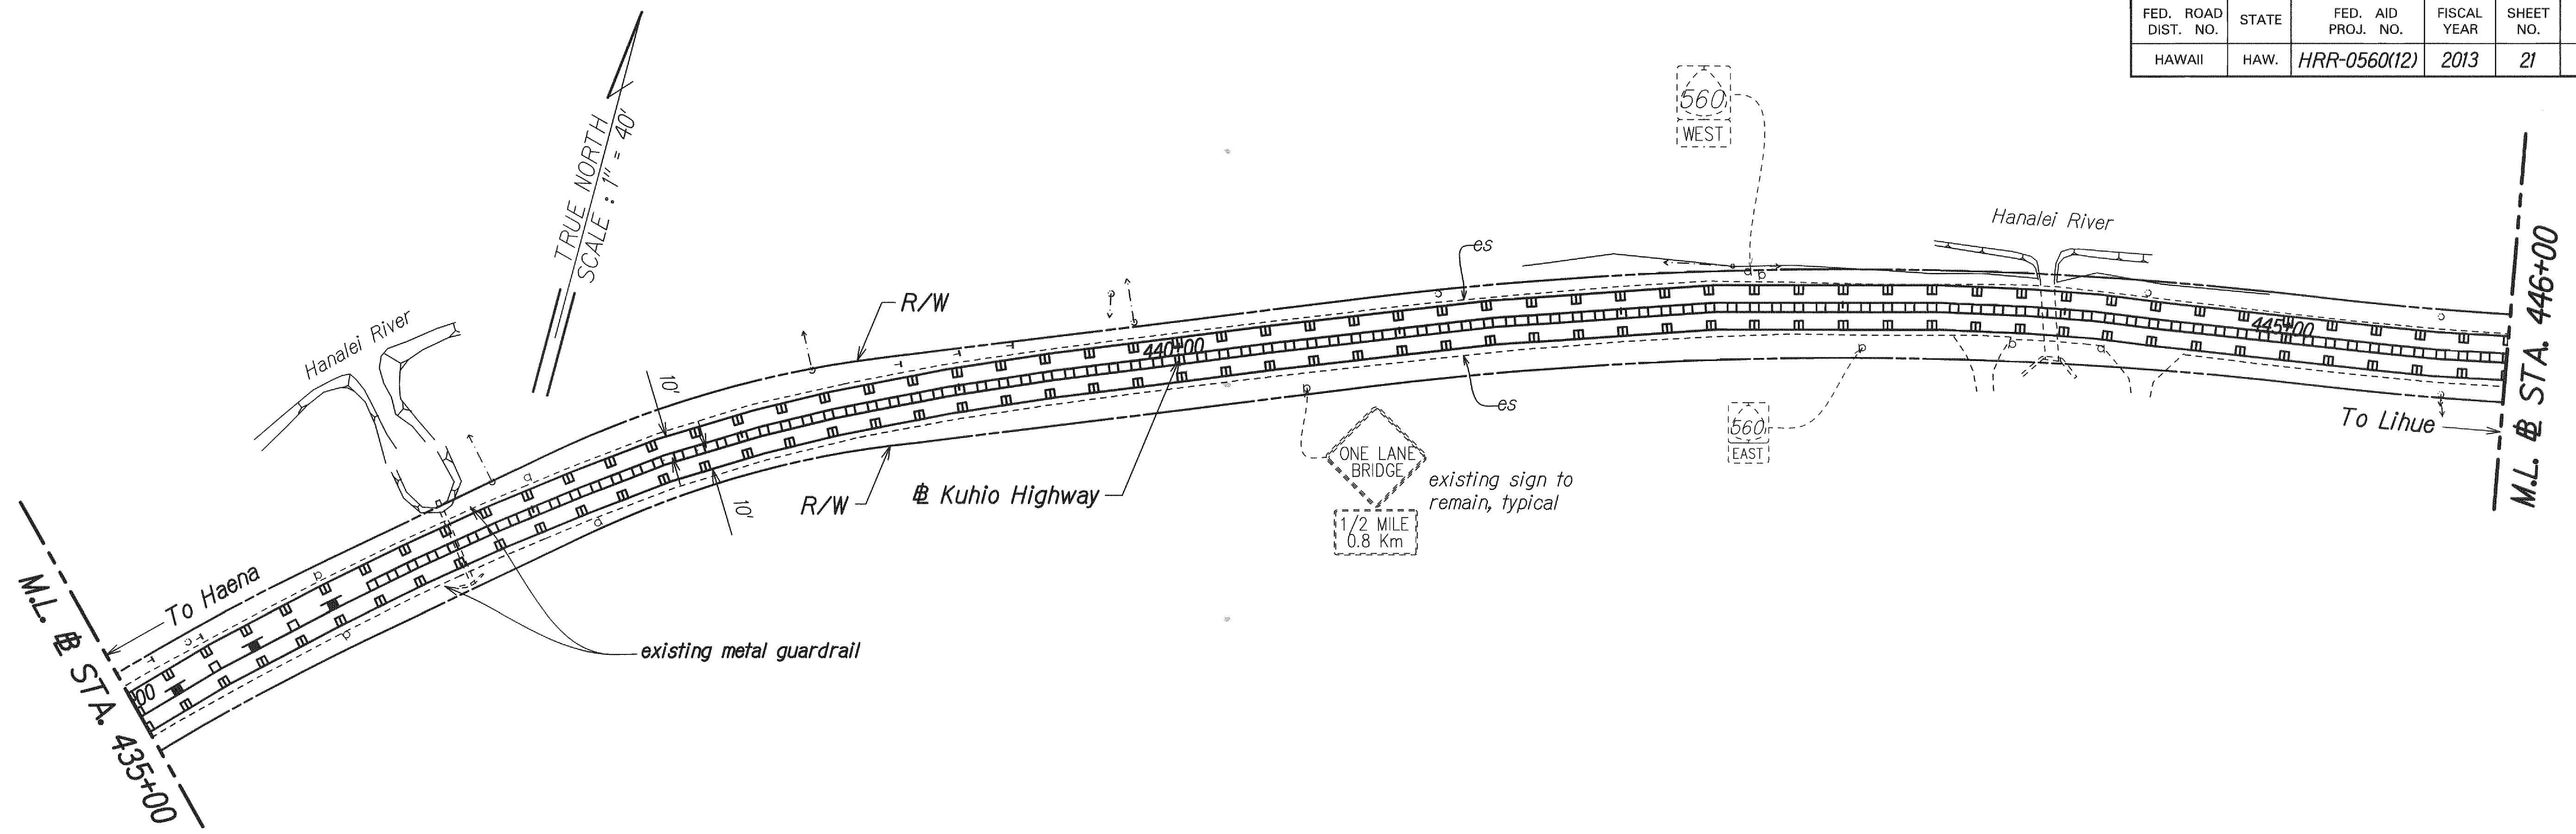 FED. ROAD DIST. NO.
STATE
FED. AID PROJ. NO.
FISCAL YEAR
SHEET NO.
HAWAII
HAW.
HRR-0560(12)
2013
21
TRUE NORTH
SCALE : 1" = 40'
560
WEST
Hanalei River
Hanalei River
es
R/W
440+00
445+00
10'
10'
es
R/W
℄ Kuhio Highway
ONE LANE
BRIDGE
1/2 MILE
0.8 Km
existing sign to
remain, typical
560
EAST
To Lihue
M.L. ℄ STA. 446+00
To Haena
existing metal guardrail
00
M.L. ℄ STA. 435+00